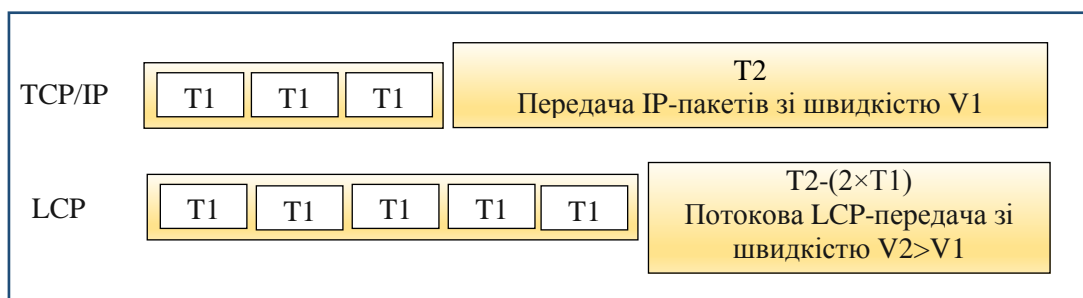 TCP/IP
T1 T1 T1
T2
Передача IP-пакетів зі швидкістю V1
LCP
T1 T1 T1 T1 T1
T2-(2×T1)
Потокова LCP-передача зі
швидкістю V2>V1